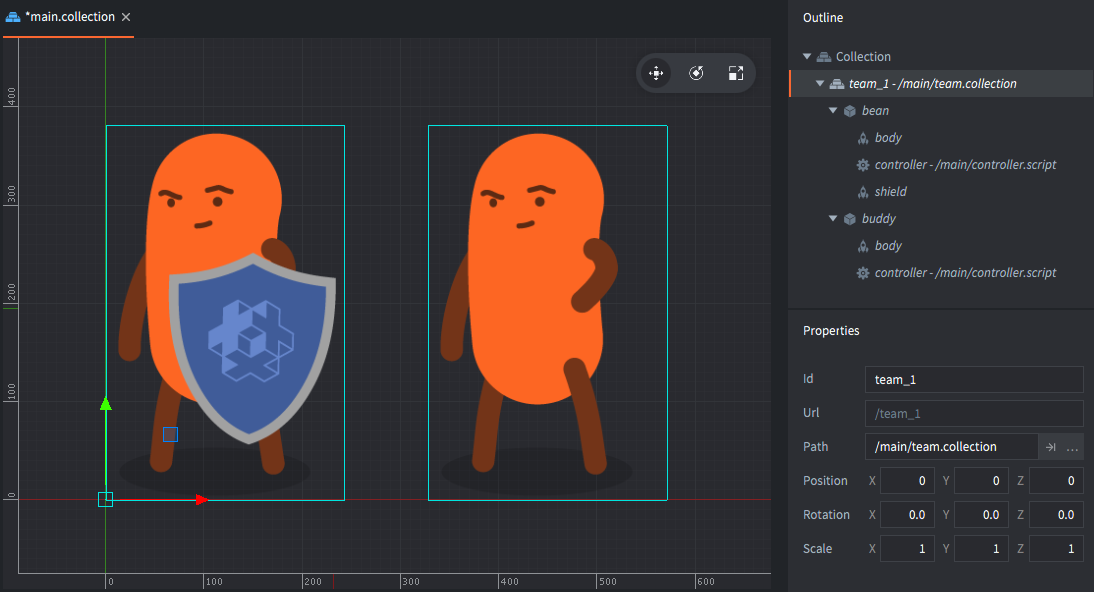 *main.collection
Outline
Collection
team_1 - /main/team.collection
bean
body
controller - /main/controller.script
shield
buddy
body
controller - /main/controller.script
Properties
Id team_1
Url /team_1
Path /main/team.collection ...
Position X 0 Y 0 Z 0
Rotation X 0.0 Y 0.0 Z 0.0
Scale X 1 Y 1 Z 1
400
300
200
100
0
0 100 200 300 400 500 600